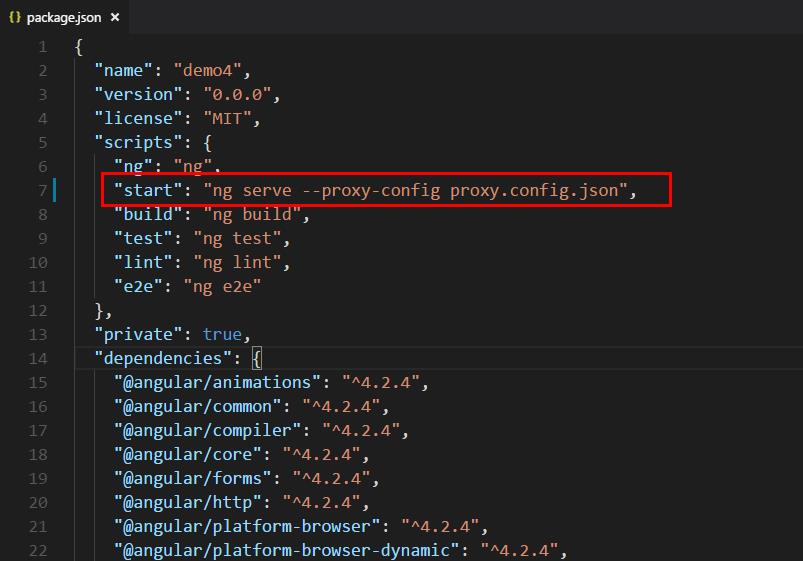 {} package.json ×
1 {
2 "name": "demo4",
3 "version": "0.0.0",
4 "license": "MIT",
5 "scripts": {
6 "ng": "ng",
7 "start": "ng serve --proxy-config proxy.config.json",
8 "build": "ng build",
9 "test": "ng test",
10 "lint": "ng lint",
11 "e2e": "ng e2e"
12 },
13 "private": true,
14 "dependencies": {
15 "@angular/animations": "^4.2.4",
16 "@angular/common": "^4.2.4",
17 "@angular/compiler": "^4.2.4",
18 "@angular/core": "^4.2.4",
19 "@angular/forms": "^4.2.4",
20 "@angular/http": "^4.2.4",
21 "@angular/platform-browser": "^4.2.4",
22 "@angular/platform-browser-dynamic": "^4.2.4",